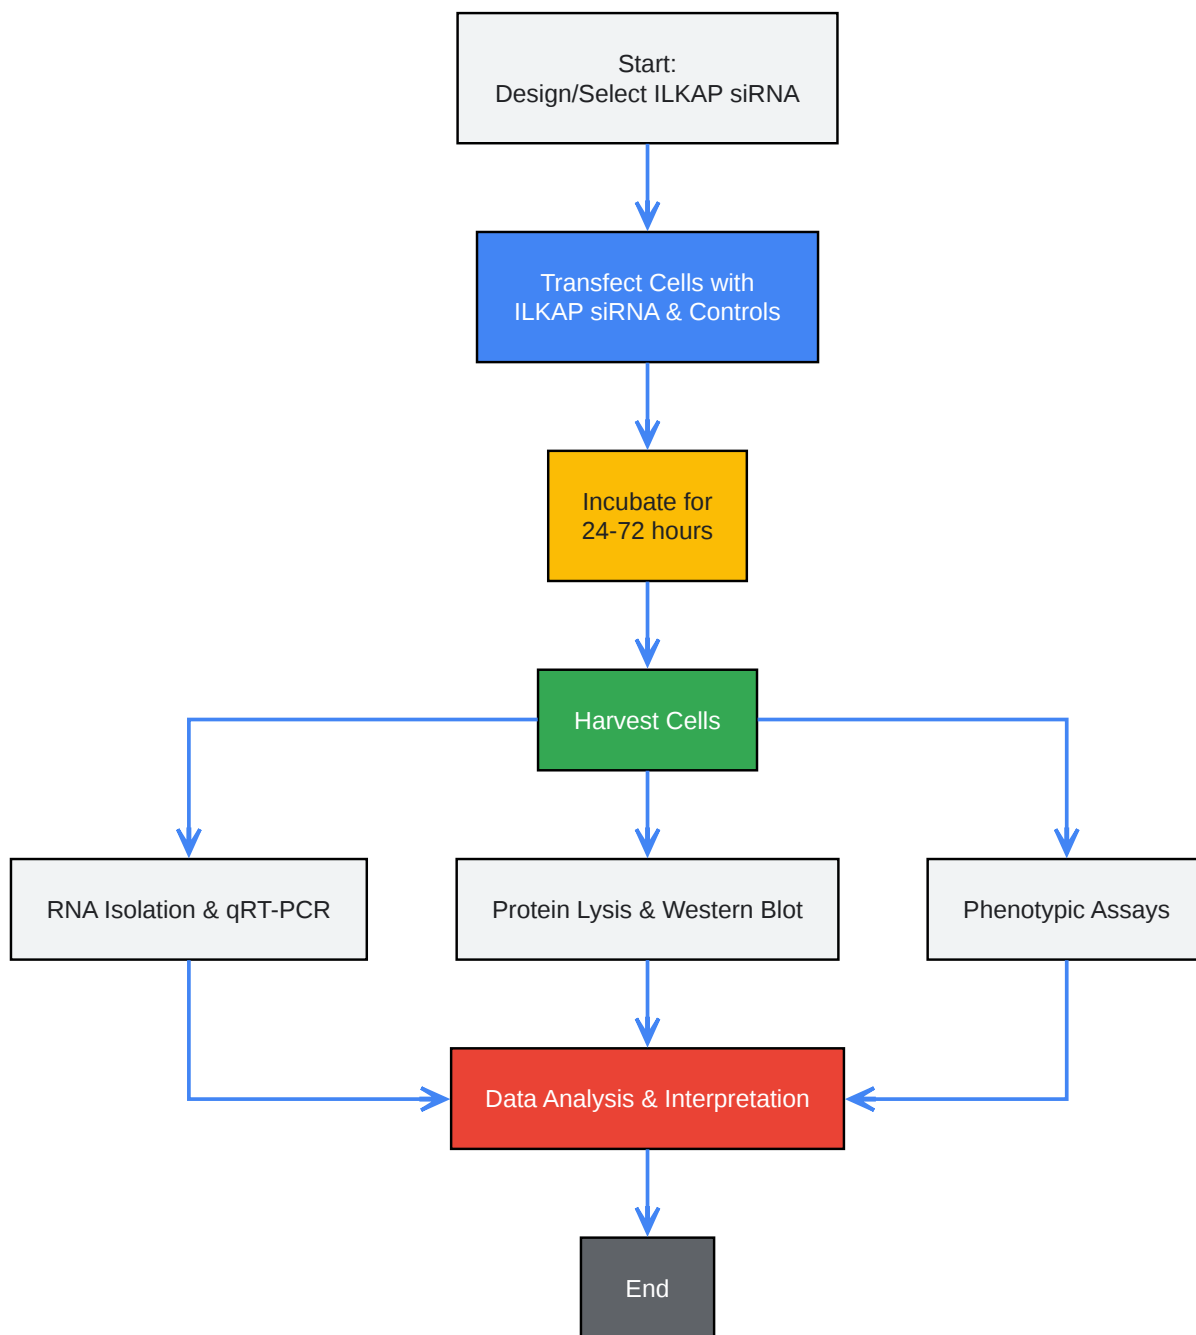 Start:
Design/Select ILKAP siRNA
Transfect Cells with
ILKAP siRNA & Controls
Incubate for
24-72 hours
Harvest Cells
RNA Isolation & qRT-PCR
Protein Lysis & Western Blot
Phenotypic Assays
Data Analysis & Interpretation
End